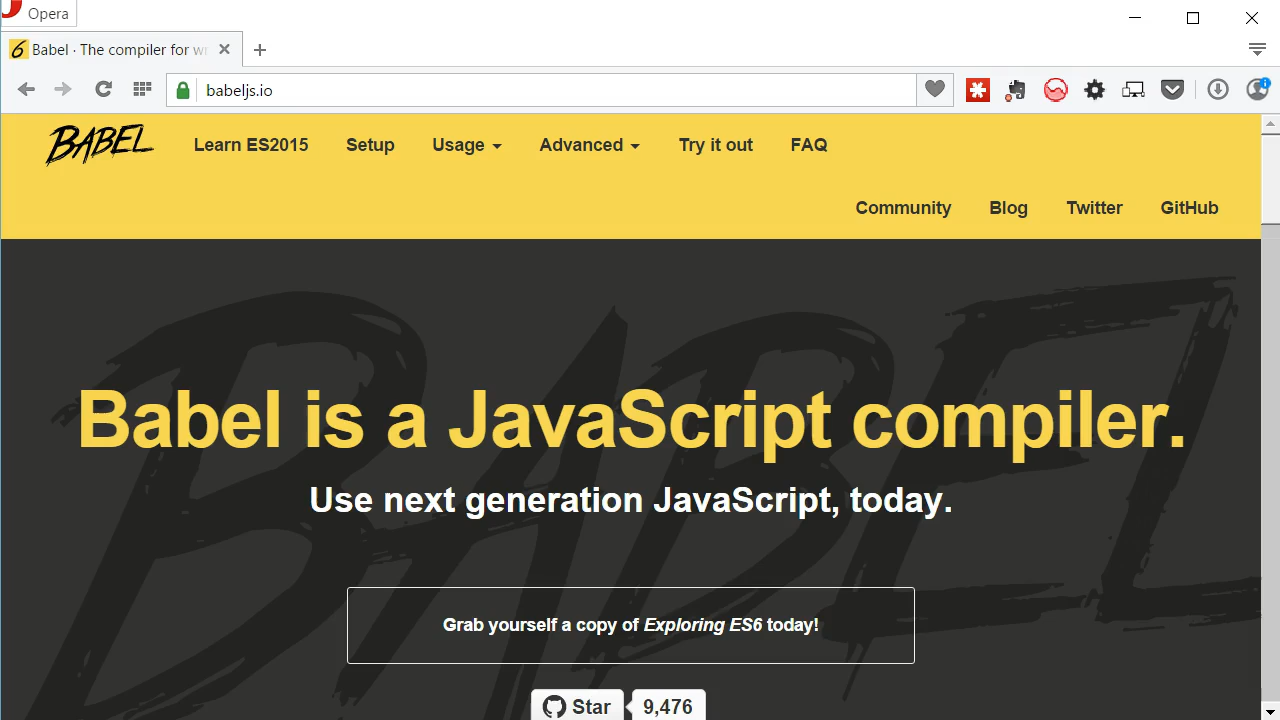 Opera
Babel · The compiler for w
babeljs.io
BABEL
Learn ES2015 Setup Usage Advanced Try it out FAQ
Community Blog Twitter GitHub
BABEL
Babel is a JavaScript compiler.
Use next generation JavaScript, today.
Grab yourself a copy of Exploring ES6 today!
Star 9,476